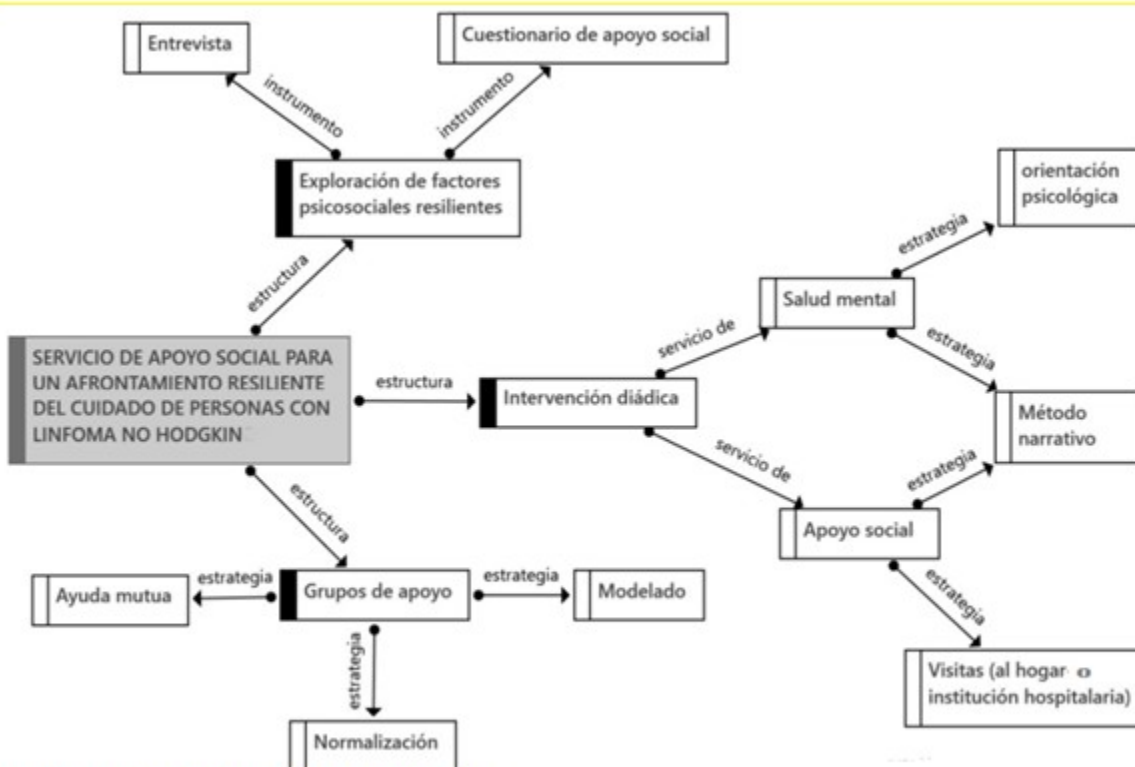 Entrevista
Cuestionario de apoyo social
instrumento
instrumento
Exploración de factores
psicosociales resilientes
orientación
psicológica
estructura
estrategia
Salud mental
SERVICIO DE APOYO SOCIAL PARA
UN AFRONTAMIENTO RESILIENTE
DEL CUIDADO DE PERSONAS CON
LINFOMA NO HODGKIN
servicio de
estrategia
estructura
Intervención diádica
Método
narrativo
servicio de
estrategia
estructura
Apoyo social
Ayuda mutua
estrategia
Grupos de apoyo
estrategia
Modelado
estrategia
estrategia
Visitas (al hogar o
institución hospitalaria)
Normalización